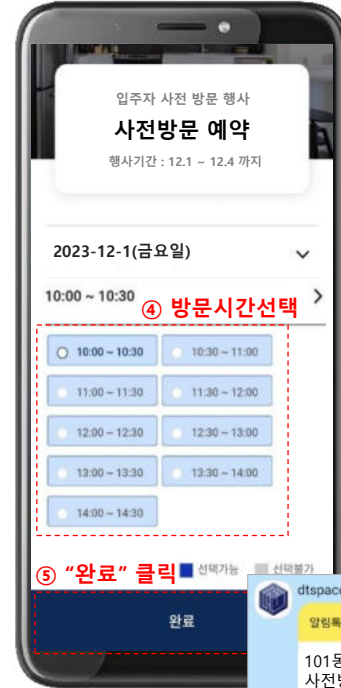 입주자 사전 방문 행사
사전방문 예약
행사기간 : 12.1 ~ 12.4 까지
2023-12-1(금요일)
10:00 ~ 10:30
④ 방문시간선택
10:00 ~ 10:30 10:30 ~ 11:00
11:00 ~ 11:30 11:30 ~ 12:00
12:00 ~ 12:30 12:30 ~ 13:00
13:00 ~ 13:30 13:30 ~ 14:00
14:00 ~ 14:30
⑤ “완료” 클릭 선택가능 선택불가
완료
dtspace
알림톡
101동
사전방